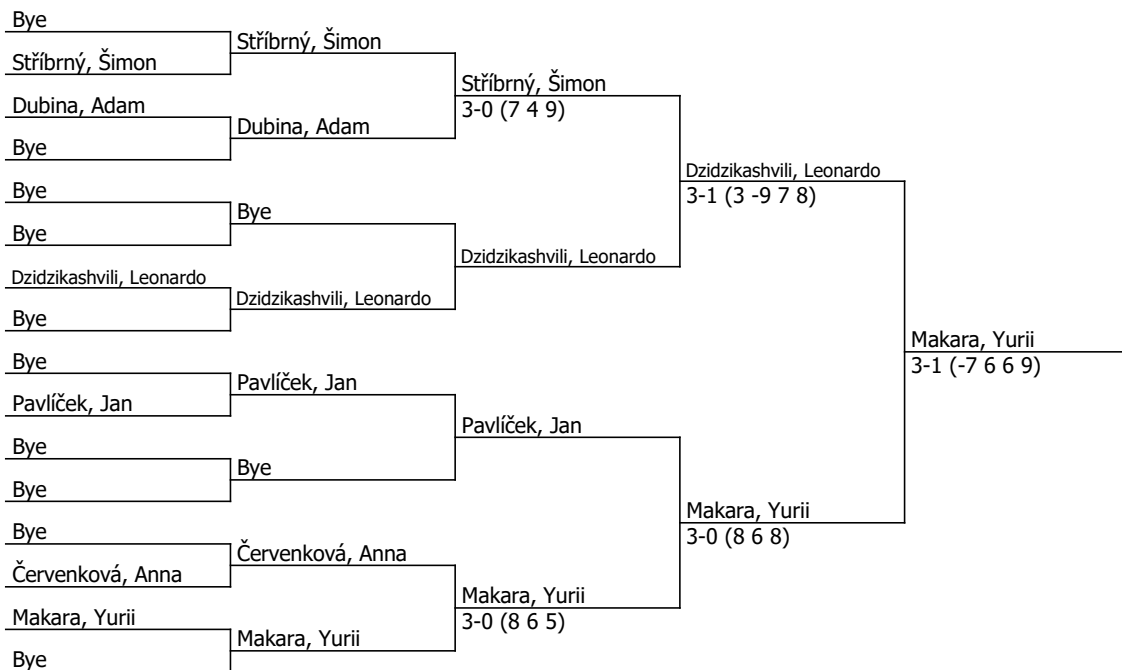 Bye
Stříbrný, Šimon
Dubina, Adam
Bye
Bye
Bye
Dzidzikashvili, Leonardo
Bye
Bye
Pavlíček, Jan
Bye
Bye
Bye
Červenková, Anna
Makara, Yurii
Bye
Stříbrný, Šimon
Dubina, Adam
Bye
Dzidzikashvili, Leonardo
Pavlíček, Jan
Bye
Červenková, Anna
Makara, Yurii
Stříbrný, Šimon
3-0 (7 4 9)
Dzidzikashvili, Leonardo
Pavlíček, Jan
Makara, Yurii
3-0 (8 6 5)
Dzidzikashvili, Leonardo
3-1 (3 -9 7 8)
Makara, Yurii
3-0 (8 6 8)
Makara, Yurii
3-1 (-7 6 6 9)